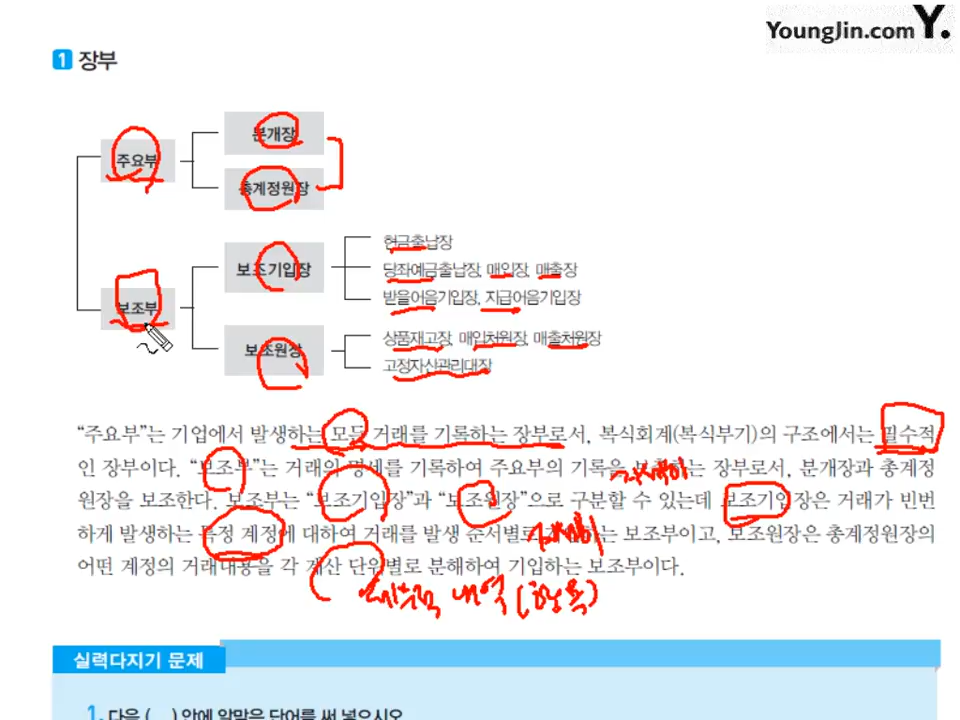 YoungJin.com Y.
1 장부
분개장
주요부
총계정원장
현금출납장
보조기입장
당좌예금출납장, 매입장, 매출장
받을어음기입장, 지급어음기입장
보조부
상품재고장, 매입처원장, 매출처원장
보조원장
고정자산관리대장
“주요부”는 기업에서 발생하는 모든 거래를 기록하는 장부로서, 복식회계(복식부기)의 구조에서는 필수적
인 장부이다. “보조부”는 거래의 명세를 기록하여 주요부의 기록을 는 장부로서, 분개장과 총계정
원장을 보조한다. 보조부는 “보조기입장”과 “보조원장”으로 구분할 수 있는데 보조기입장은 거래가 빈번
하게 발생하는 특정 계정에 대하여 거래를 발생 순서별로 는 보조부이고, 보조원장은 총계정원장의
어떤 계정의 거래내용을 각 계산 단위별로 분해하여 기입하는 보조부이다.
내역 (항목)
실력다지기 문제
1. 다음 ( ) 안에 알맞은 단어를 써 넣으시오